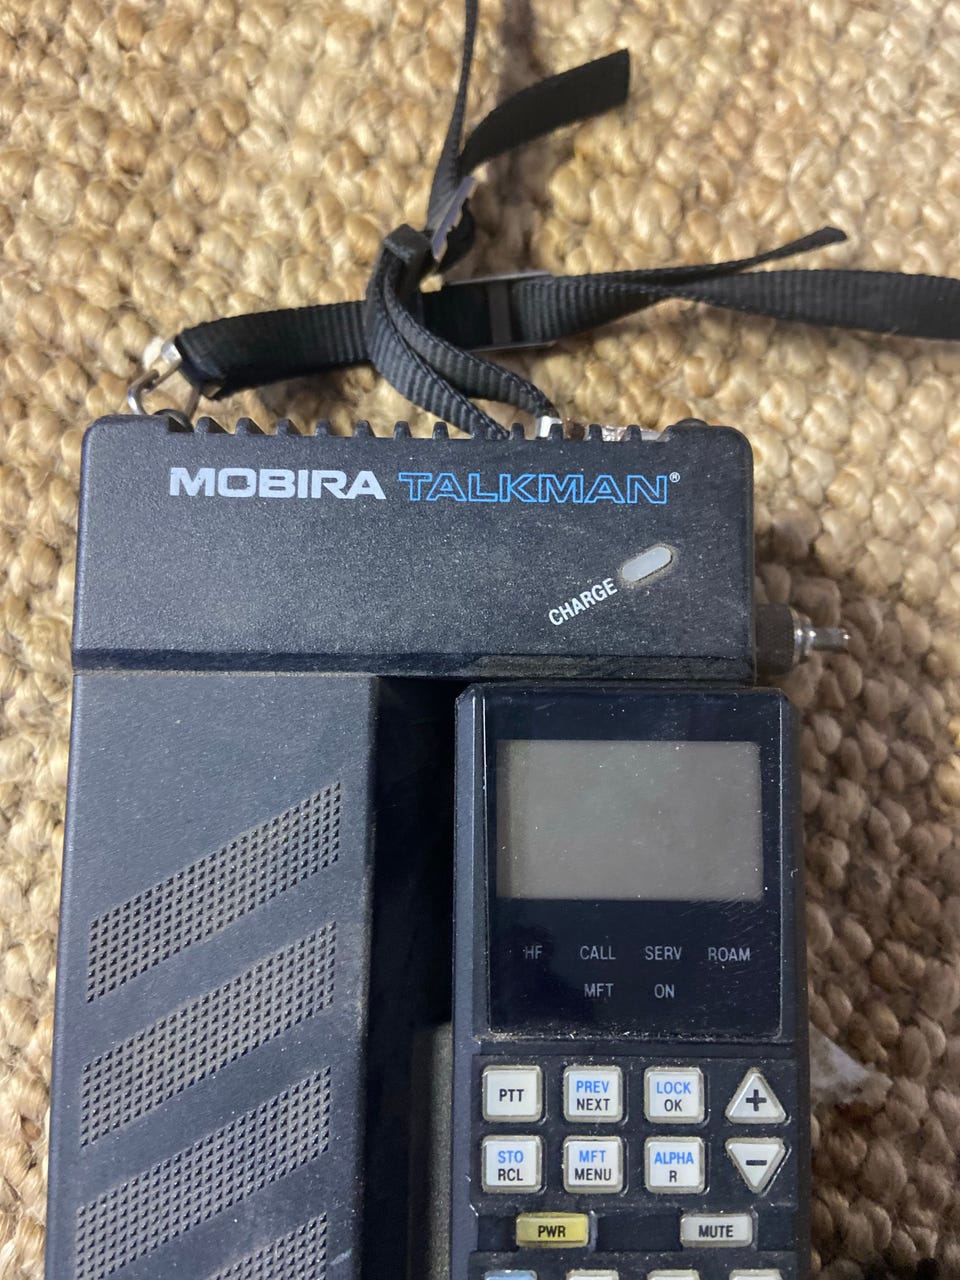 MOBIRA TALKMAN®
CHARGE
HF CALL SERV ROAM
MFT ON
PTT PREV NEXT LOCK OK +
STO RCL MFT MENU ALPHA R -
PWR MUTE